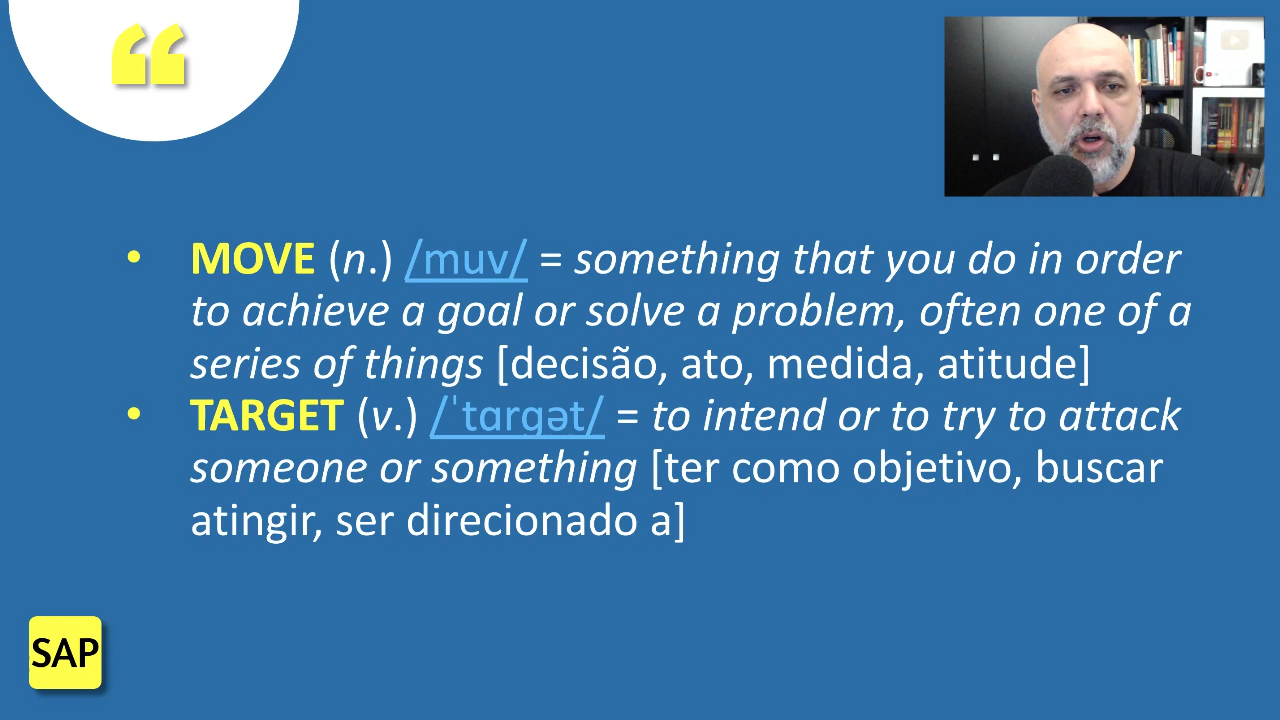 “
• MOVE (n.) /muv/ = something that you do in order
to achieve a goal or solve a problem, often one of a
series of things [decisão, ato, medida, atitude]
• TARGET (v.) /ˈtɑrɡət/ = to intend or to try to attack
someone or something [ter como objetivo, buscar
atingir, ser direcionado a]
SAP